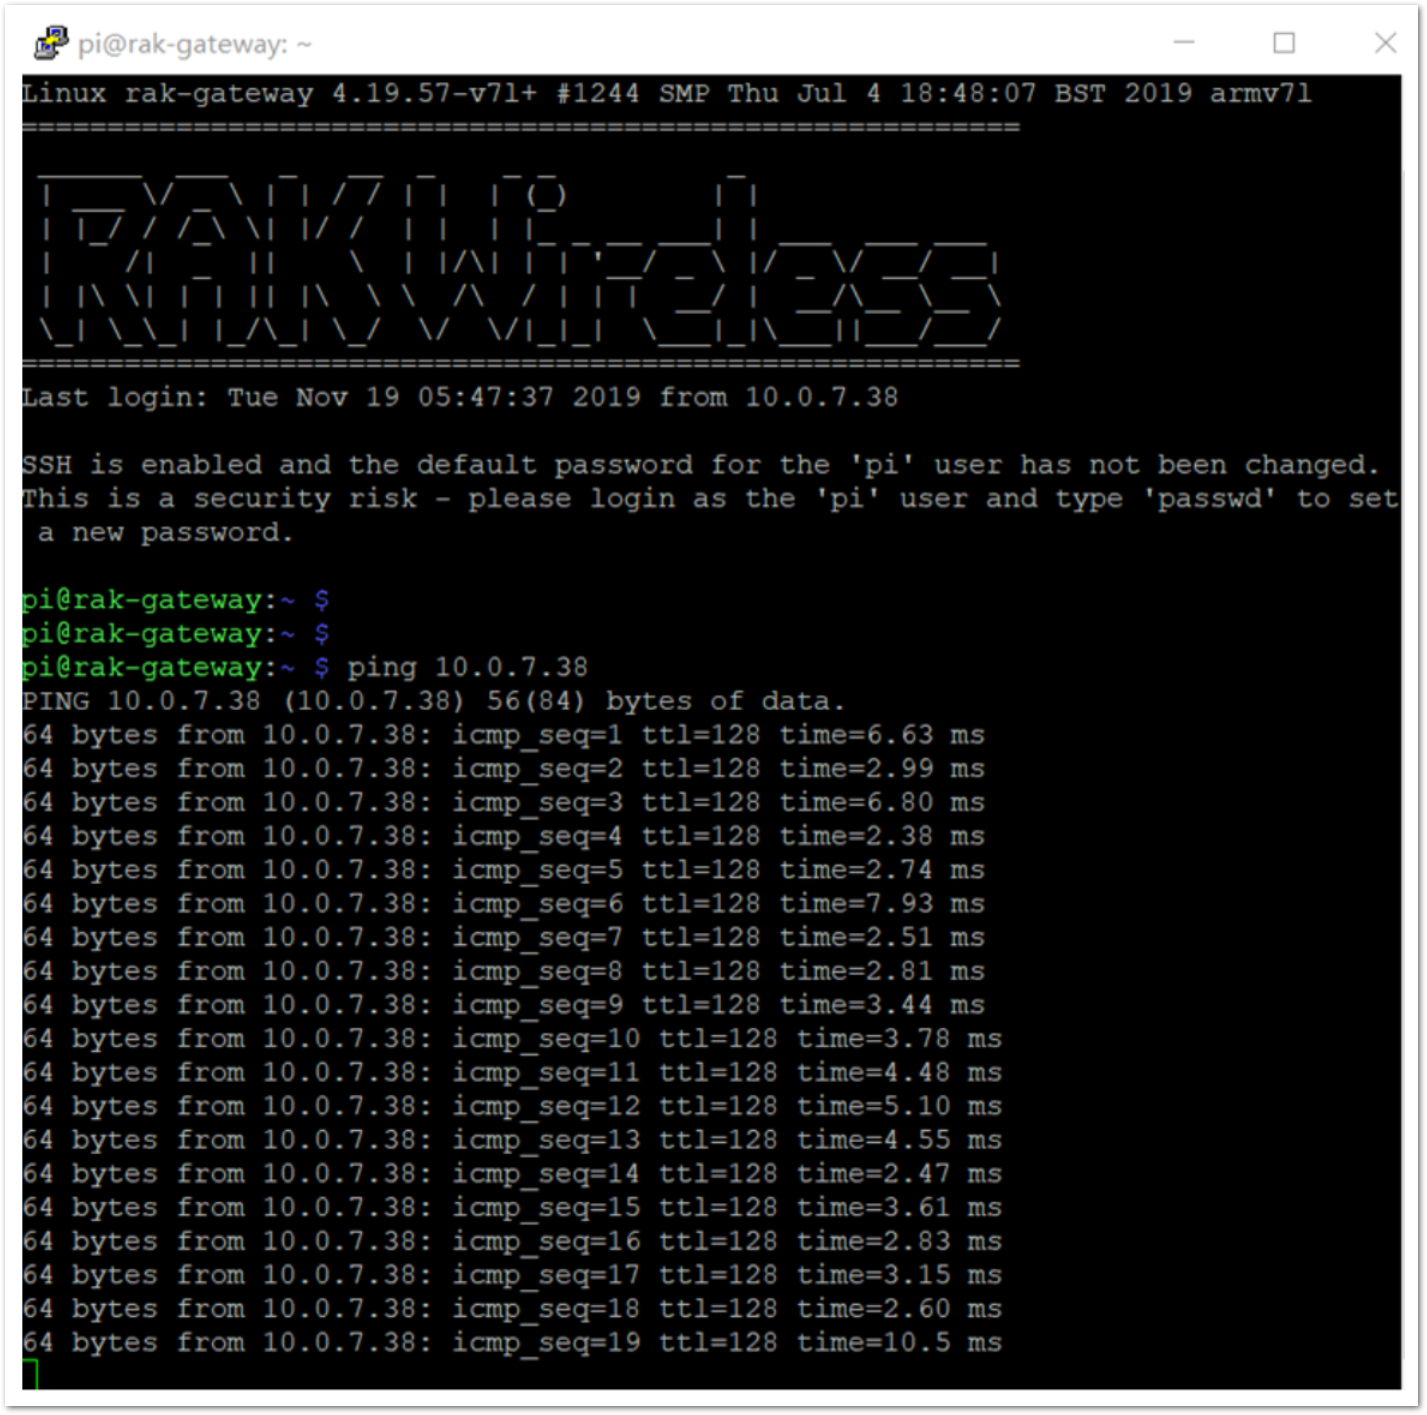 pi@rak-gateway: ~
Linux rak-gateway 4.19.57-v7l+ #1244 SMP Thu Jul 4 18:48:07 BST 2019 armv7l
==========================================================
RAKWireless
==========================================================
Last login: Tue Nov 19 05:47:37 2019 from 10.0.7.38
SSH is enabled and the default password for the 'pi' user has not been changed.
This is a security risk - please login as the 'pi' user and type 'passwd' to set
a new password.
pi@rak-gateway:~ $
pi@rak-gateway:~ $
pi@rak-gateway:~ $ ping 10.0.7.38
PING 10.0.7.38 (10.0.7.38) 56(84) bytes of data.
64 bytes from 10.0.7.38: icmp_seq=1 ttl=128 time=6.63 ms
64 bytes from 10.0.7.38: icmp_seq=2 ttl=128 time=2.99 ms
64 bytes from 10.0.7.38: icmp_seq=3 ttl=128 time=6.80 ms
64 bytes from 10.0.7.38: icmp_seq=4 ttl=128 time=2.38 ms
64 bytes from 10.0.7.38: icmp_seq=5 ttl=128 time=2.74 ms
64 bytes from 10.0.7.38: icmp_seq=6 ttl=128 time=7.93 ms
64 bytes from 10.0.7.38: icmp_seq=7 ttl=128 time=2.51 ms
64 bytes from 10.0.7.38: icmp_seq=8 ttl=128 time=2.81 ms
64 bytes from 10.0.7.38: icmp_seq=9 ttl=128 time=3.44 ms
64 bytes from 10.0.7.38: icmp_seq=10 ttl=128 time=3.78 ms
64 bytes from 10.0.7.38: icmp_seq=11 ttl=128 time=4.48 ms
64 bytes from 10.0.7.38: icmp_seq=12 ttl=128 time=5.10 ms
64 bytes from 10.0.7.38: icmp_seq=13 ttl=128 time=4.55 ms
64 bytes from 10.0.7.38: icmp_seq=14 ttl=128 time=2.47 ms
64 bytes from 10.0.7.38: icmp_seq=15 ttl=128 time=3.61 ms
64 bytes from 10.0.7.38: icmp_seq=16 ttl=128 time=2.83 ms
64 bytes from 10.0.7.38: icmp_seq=17 ttl=128 time=3.15 ms
64 bytes from 10.0.7.38: icmp_seq=18 ttl=128 time=2.60 ms
64 bytes from 10.0.7.38: icmp_seq=19 ttl=128 time=10.5 ms